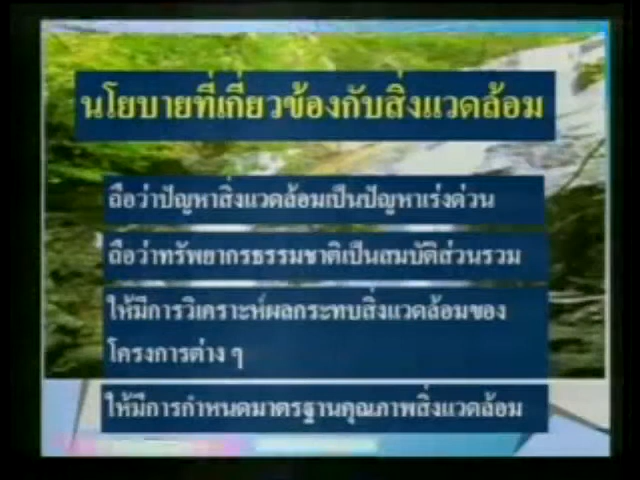 นโยบายที่เกี่ยวข้องกับสิ่งแวดล้อม
ถือว่าปัญหาสิ่งแวดล้อมเป็นปัญหาเร่งด่วน
ถือว่าทรัพยากรธรรมชาติเป็นสมบัติส่วนรวม
ให้มีการวิเคราะห์ผลกระทบสิ่งแวดล้อมของ
โครงการต่าง ๆ
ให้มีการกำหนดมาตรฐานคุณภาพสิ่งแวดล้อม